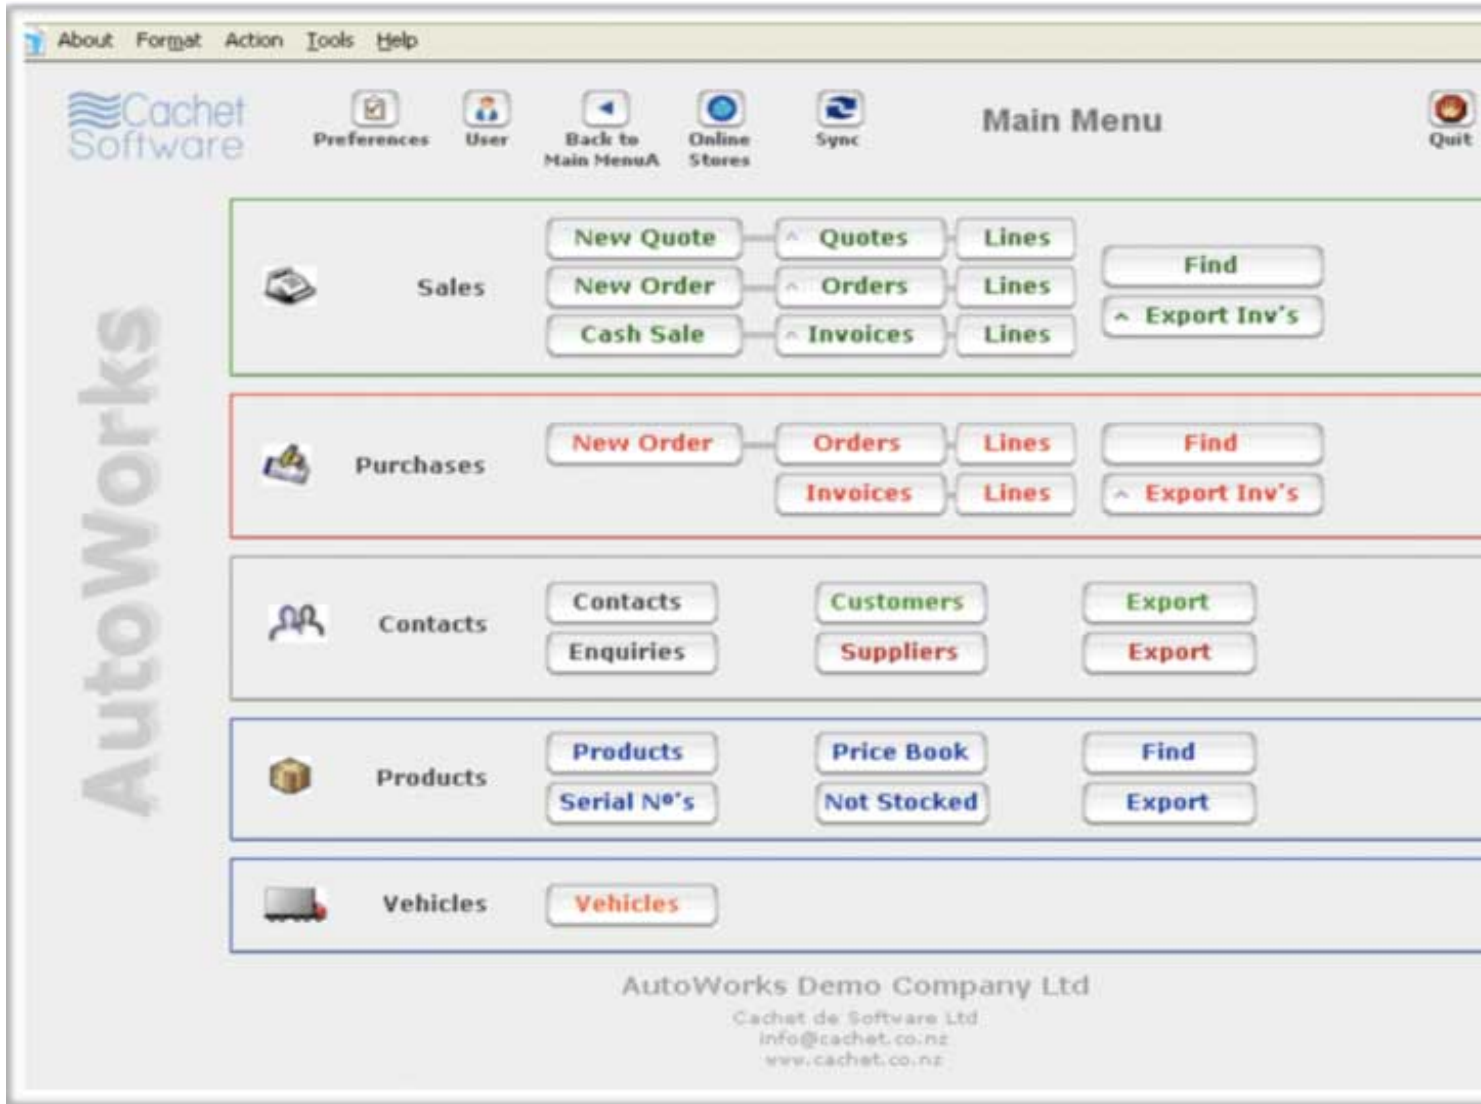 About Format Action Tools Help
Cachet
Software
Preferences
User
Back to
Main MenuA
Online
Stores
Sync
Main Menu
Quit
AutoWorks
Sales
New Quote Quotes Lines
New Order Orders Lines
Cash Sale Invoices Lines
Find
^ Export Inv's
Purchases
New Order Orders Lines Find
Invoices Lines ^ Export Inv's
Contacts
Contacts Customers Export
Enquiries Suppliers Export
Products
Products Price Book Find
Serial Nº's Not Stocked Export
Vehicles Vehicles
AutoWorks Demo Company Ltd
Cachet de Software Ltd
info@cachet.co.nz
www.cachet.co.nz